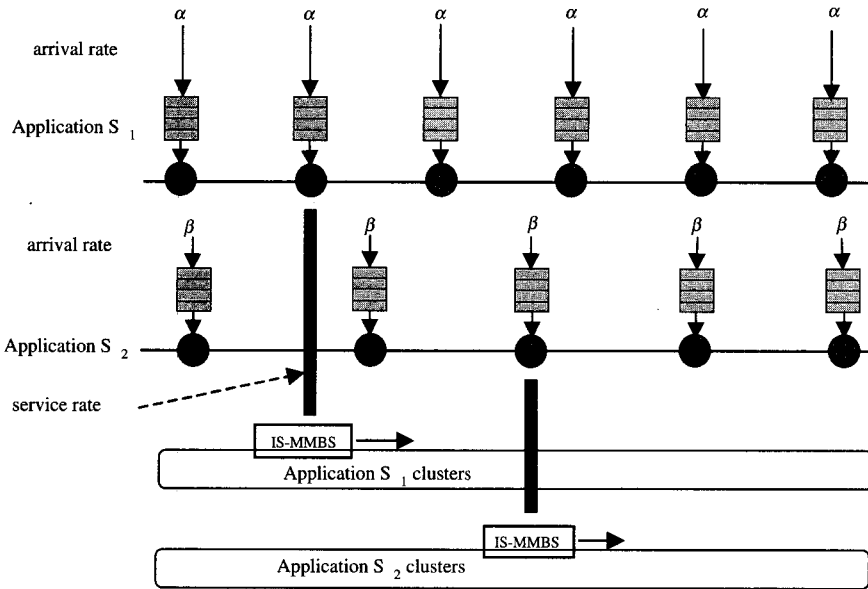 α α α α α α
arrival rate
Application S 1
β β β β β
arrival rate
Application S 2
service rate
IS-MMBS
Application S 1 clusters
IS-MMBS
Application S 2 clusters